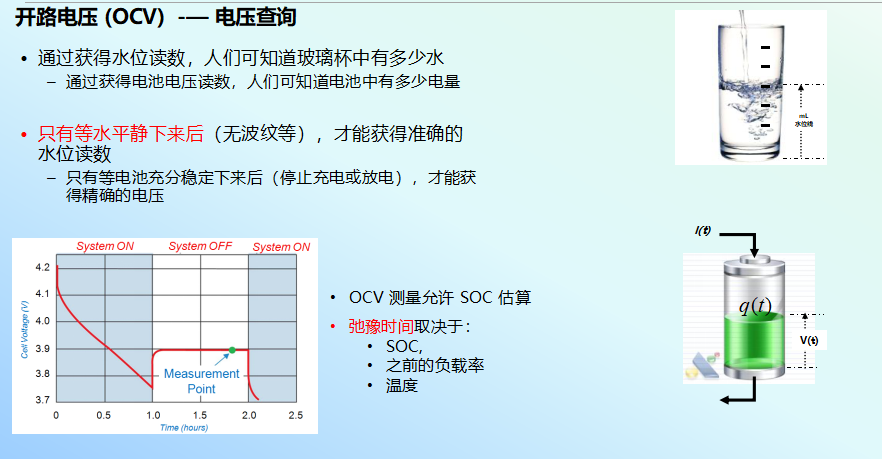 开路电压 (OCV) -— 电压查询
• 通过获得水位读数，人们可知道玻璃杯中有多少水
– 通过获得电池电压读数，人们可知道电池中有多少电量
• 只有等水平静下来后（无波纹等），才能获得准确的
水位读数
– 只有等电池充分稳定下来后（停止充电或放电），才能获
得精确的电压
mL
水位线
System ON System OFF System ON
Cell Voltage (V)
4.2
4.1
4.0
3.9
3.8
3.7
Measurement
Point
0 0.5 1.0 1.5 2.0 2.5
Time (hours)
• OCV 测量允许 SOC 估算
• 弛豫时间取决于：
• SOC,
• 之前的负载率
• 温度
I(t)
q(t)
V(t)